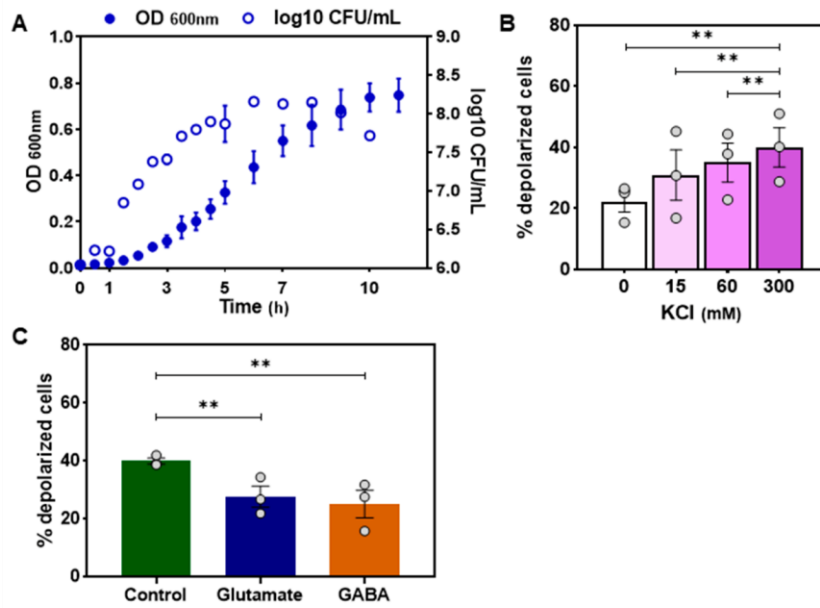 A
OD 600nm
log10 CFU/mL
1.0
0.8
0.6
0.4
0.2
0.0
OD 600nm
9.0
8.5
8.0
7.5
7.0
6.5
6.0
log10 CFU/mL
0 1 3 5 7 10
Time (h)
B
80
60
40
20
0
% depolarized cells
**
**
**
0 15 60 300
KCl (mM)
C
80
60
40
20
0
% depolarized cells
**
**
Control Glutamate GABA